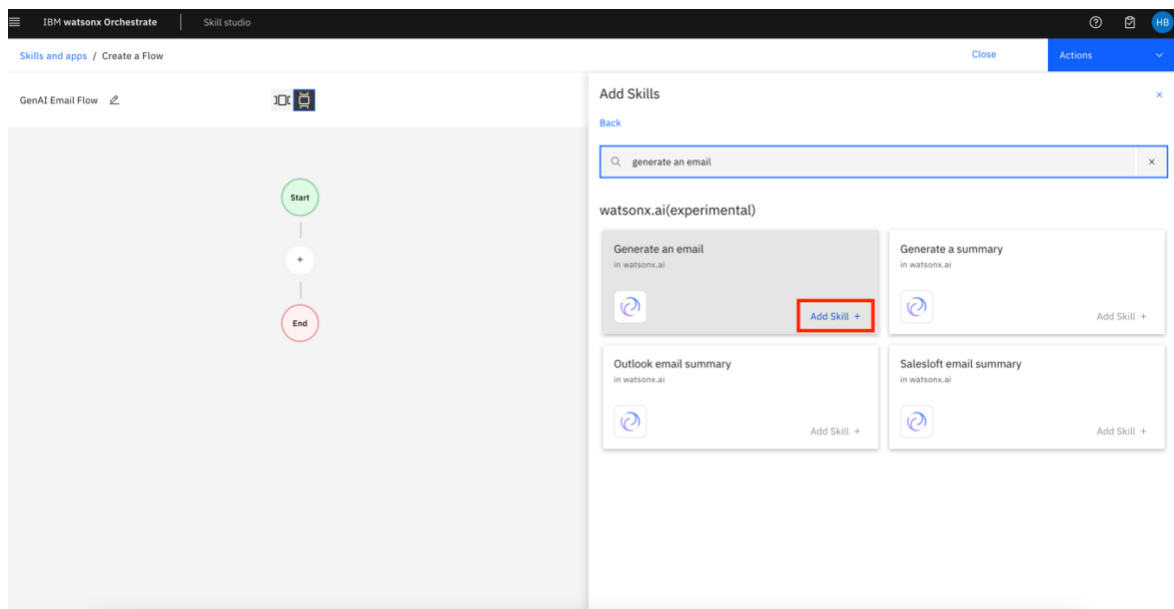 IBM watsonx Orchestrate
Skill studio
HB
Skills and apps / Create a Flow
Close
Actions
GenAI Email Flow
Add Skills
Back
generate an email
Start
+
End
watsonx.ai(experimental)
Generate an email
in watsonx.ai
Add Skill +
Generate a summary
in watsonx.ai
Add Skill +
Outlook email summary
in watsonx.ai
Add Skill +
Salesloft email summary
in watsonx.ai
Add Skill +